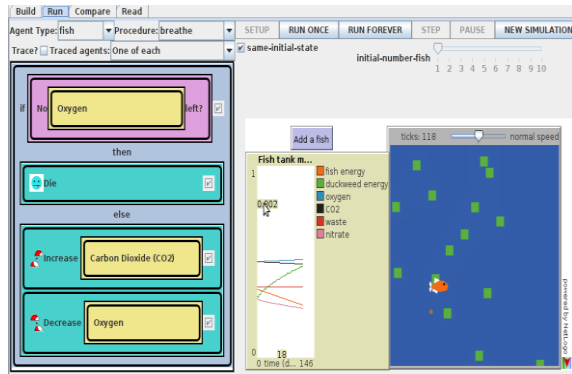 Build Run Compare Read
Agent Type: fish Procedure: breathe SETUP RUN ONCE RUN FOREVER STEP PAUSE NEW SIMULATION
Trace? Traced agents: One of each same-initial-state
initial-number-fish
1 2 3 4 5 6 7 8 9 10
if No Oxygen left?
then
Die
else
Increase Carbon Dioxide (CO2)
Decrease Oxygen
Add a fish
ticks: 118 normal speed
Fish tank m...
1
fish energy
duckweed energy
oxygen
CO2
waste
nitrate
0
18
0 time (d... 146
powered by NetLogo